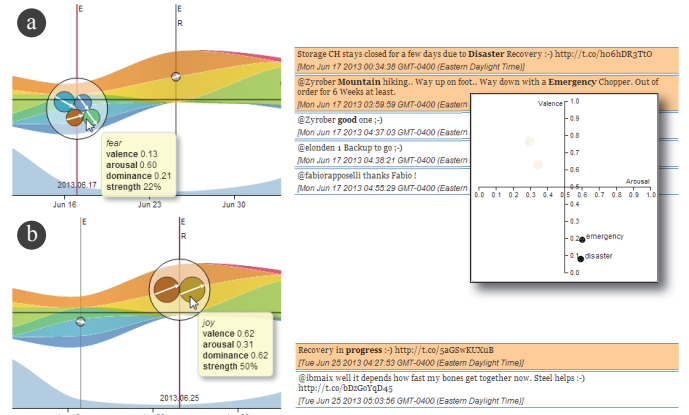 a
E
E
R
fear
valence 0.13
arousal 0.60
dominance 0.21
strength 22%
2013.06.17
Jun 16
Jun 23
Jun 30
Storage CH stays closed for a few days due to Disaster Recovery :-) http://t.co/ho6hDR3TtO
[Mon Jun 17 2013 00:34:38 GMT-0400 (Eastern Daylight Time)]
@Zyrober Mountain hiking.. Way up on foot.. Way down with a Emergency Chopper. Out of
order for 6 Weeks at least.
[Mon Jun 17 2013 03:59:59 GMT-0400 (Eastern
@Zyrober good one ;-)
[Mon Jun 17 2013 04:37:03 GMT-0400 (Eastern
@elonden 1 Backup to go ;-)
[Mon Jun 17 2013 04:38:21 GMT-0400 (Eastern
@fabiorapposelli thanks Fabio !
[Mon Jun 17 2013 04:55:29 GMT-0400 (Eastern
Valence
1.0
0.9
0.8
0.7
0.6
Arousal
0.5
0.0 0.1 0.2 0.3 0.4 0.5 0.6 0.7 0.8 0.9 1.0
0.4
0.3
0.2
emergency
0.1
disaster
0.0
b
E
E
R
joy
valence 0.62
arousal 0.31
dominance 0.62
strength 50%
2013.06.25
Recovery in progress :-) http://t.co/5aGSwKUXuB
[Tue Jun 25 2013 04:27:53 GMT-0400 (Eastern Daylight Time)]
@ibmaix well it depends how fast my bones get together now. Steel helps :-)
http://t.co/bDzG0YqD45
[Tue Jun 25 2013 05:03:56 GMT-0400 (Eastern Daylight Time)]